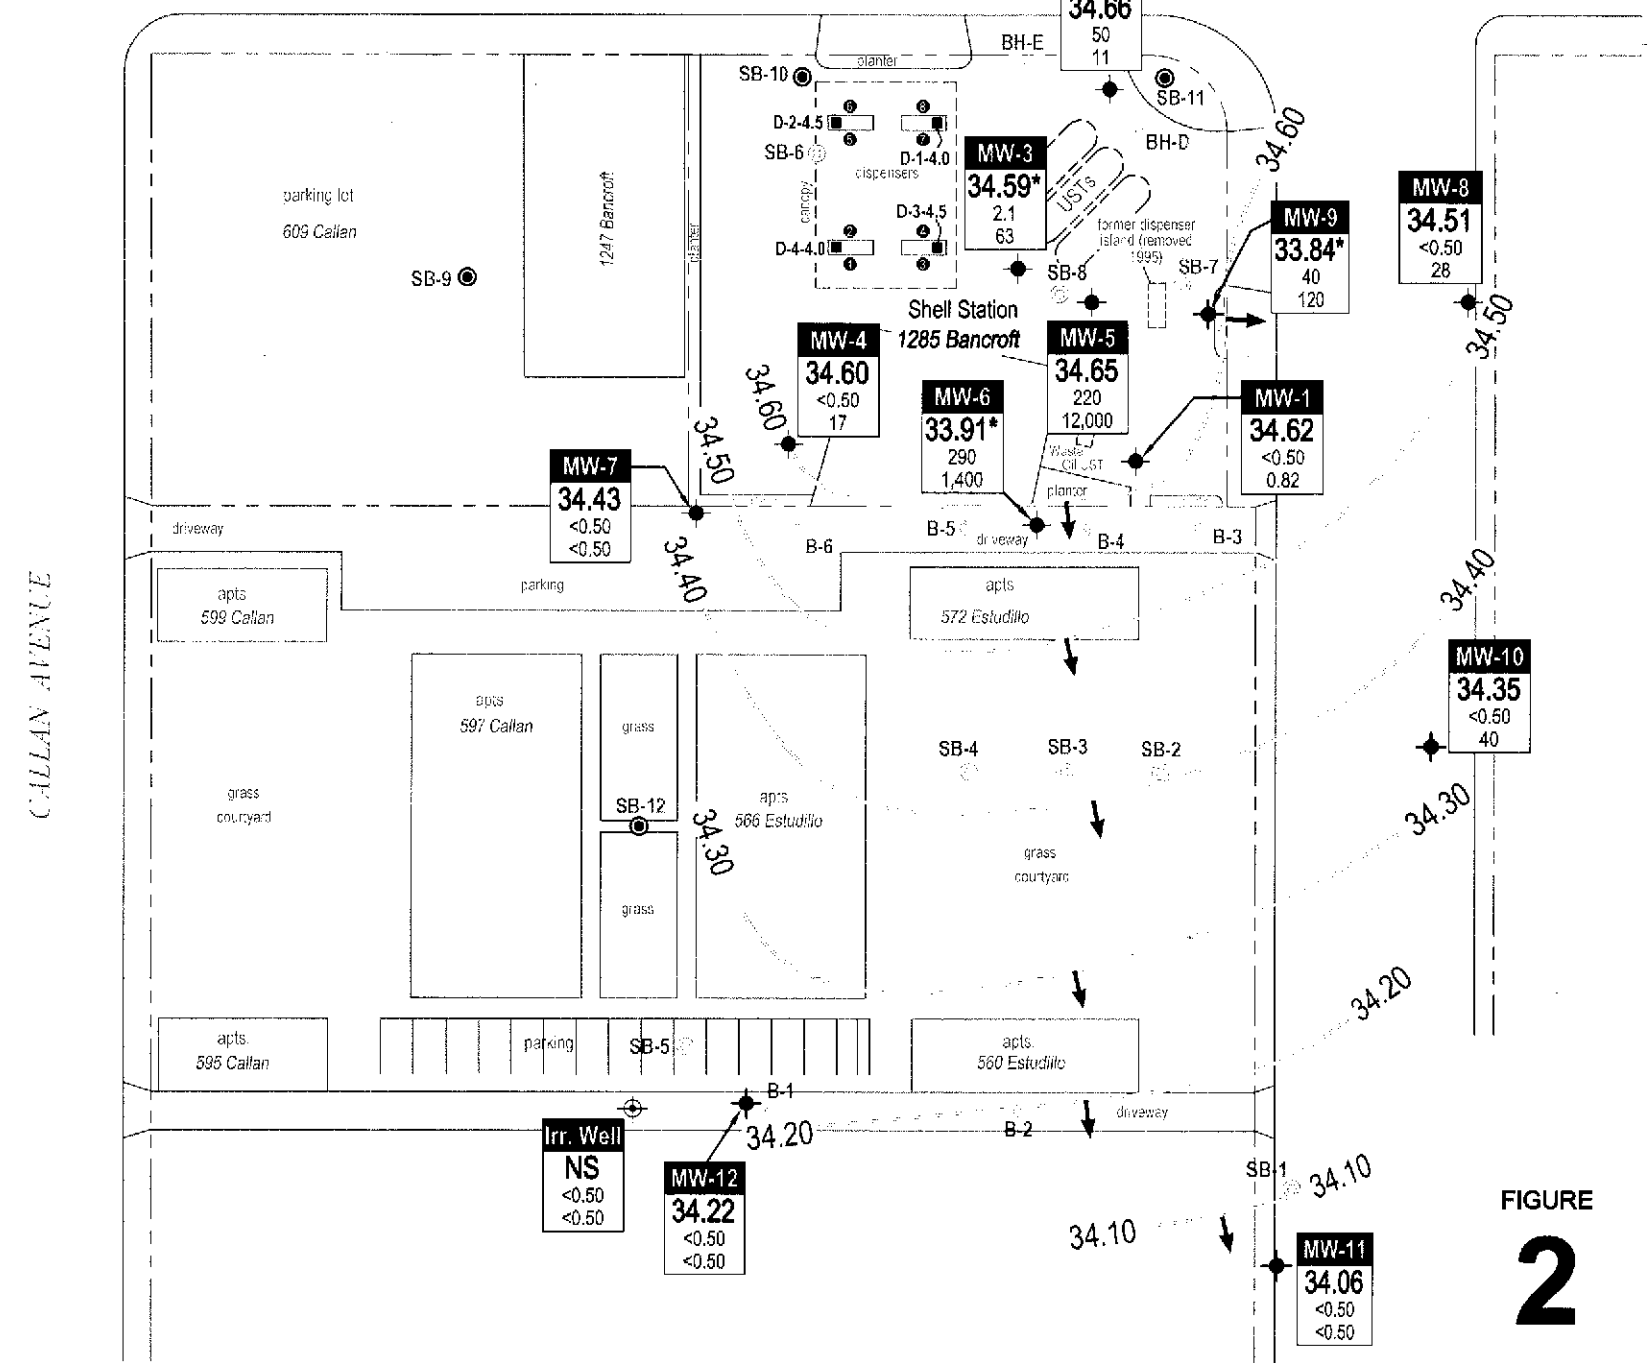 34.66
50
11
BH-E
planter
SB-10
SB-11
6
8
D-2-4.5
5
7
SB-6
D-1-4.0
dispensers
canopy
BH-D
34.60
MW-3
34.59*
2.1
63
USTs
parking lot
609 Callan
1247 Bancroft
planter
D-3-4.5
2
4
D-4-4.0
1
3
former dispenser
island (removed
1995)
SB-7
SB-8
SB-9
MW-9
33.84*
40
120
MW-8
34.51
<0.50
28
34.50
Shell Station
1285 Bancroft
MW-4
34.60
<0.50
17
34.60
MW-5
34.65
220
12,000
MW-6
33.91*
290
1,400
MW-1
34.62
<0.50
0.82
Waste
Oil UST
planter
34.50
MW-7
34.43
<0.50
<0.50
driveway
B-6
B-5
driveway
B-4
B-3
34.40
parking
apts
599 Callan
apts
572 Estudillo
34.40
CALLAN AVENUE
MW-10
34.35
<0.50
40
apts
597 Callan
grass
SB-4
SB-3
SB-2
grass
courtyard
SB-12
34.30
apts
566 Estudillo
34.30
grass
courtyard
grass
34.20
apts.
595 Callan
parking
SB-5
apts.
560 Estudillo
B-1
driveway
34.20
B-2
Irr. Well
NS
<0.50
<0.50
MW-12
34.22
<0.50
<0.50
SB-1
34.10
34.10
MW-11
34.06
<0.50
<0.50
FIGURE
2